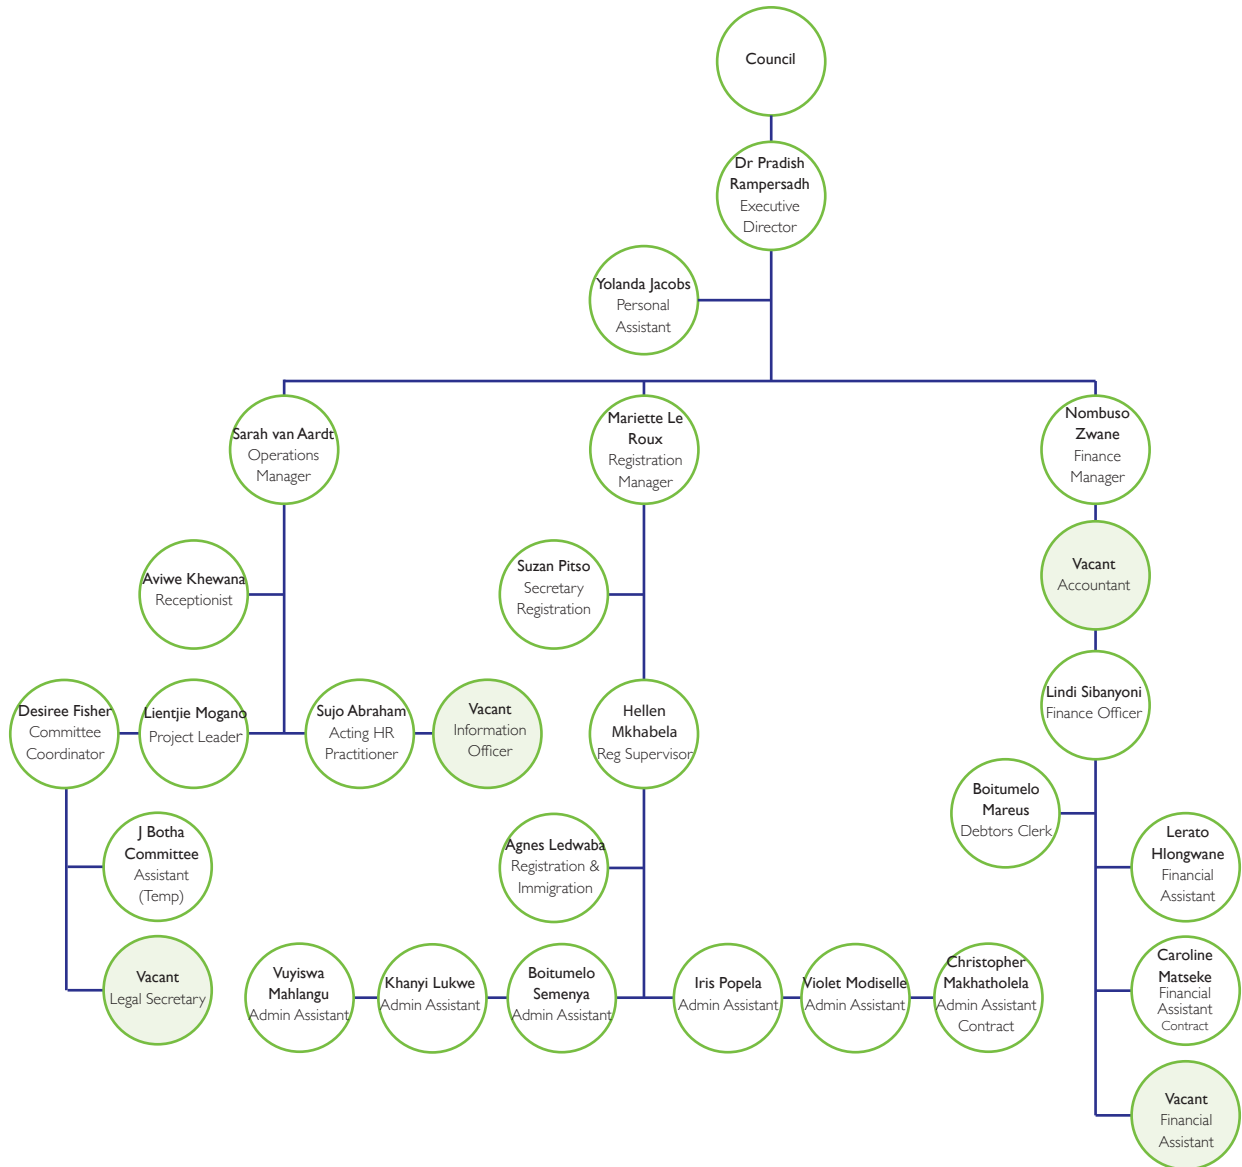 Council
Dr Pradish
Rampersadh
Executive
Director
Yolanda Jacobs
Personal
Assistant
Sarah van Aardt
Operations
Manager
Mariette Le
Roux
Registration
Manager
Nombuso
Zwane
Finance
Manager
Aviwe Khewana
Receptionist
Suzan Pitso
Secretary
Registration
Vacant
Accountant
Desiree Fisher
Committee
Coordinator
Lientjie Mogano
Project Leader
Sujo Abraham
Acting HR
Practitioner
Vacant
Information
Officer
Hellen
Mkhabela
Reg Supervisor
Lindi Sibanyoni
Finance Officer
J Botha
Committee
Assistant
(Temp)
Agnes Ledwaba
Registration &
Immigration
Boitumelo
Mareus
Debtors Clerk
Lerato
Hlongwane
Financial
Assistant
Vacant
Legal Secretary
Vuyiswa
Mahlangu
Admin Assistant
Khanyi Lukwe
Admin Assistant
Boitumelo
Semenya
Admin Assistant
Iris Popela
Admin Assistant
Violet Modiselle
Admin Assistant
Christopher
Makhatholela
Admin Assistant
Contract
Caroline
Matseke
Financial
Assistant
Contract
Vacant
Financial
Assistant